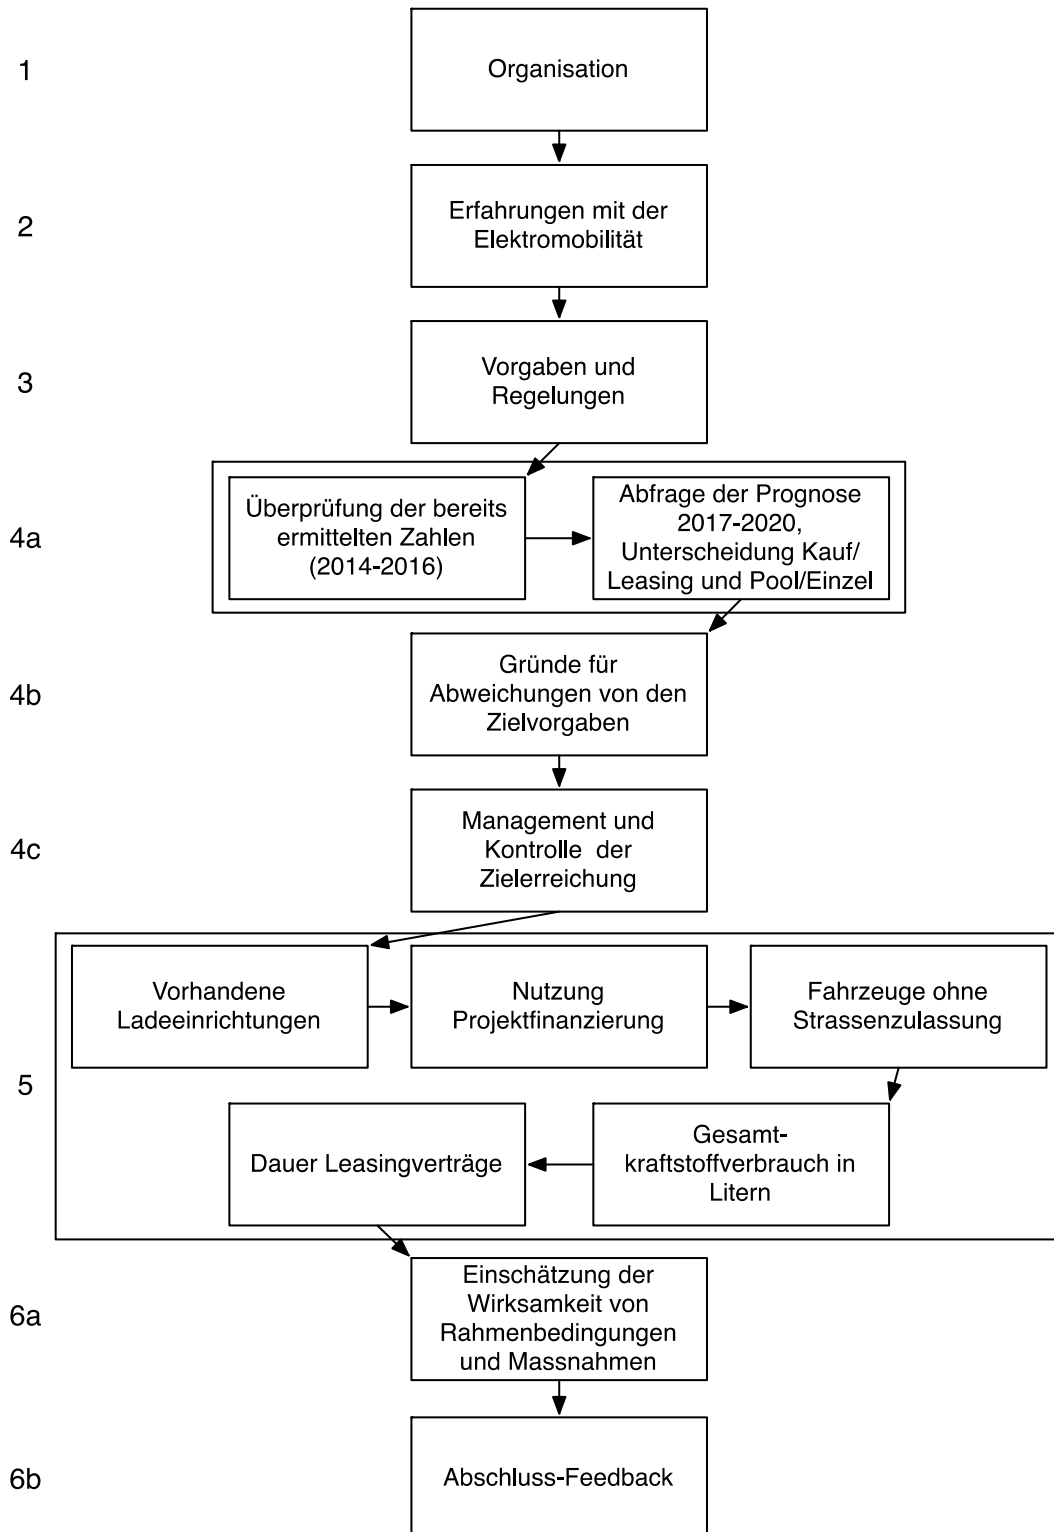 1
Organisation
2
Erfahrungen mit der
Elektromobilität
3
Vorgaben und
Regelungen
4a
Überprüfung der bereits
ermittelten Zahlen
(2014-2016)
Abfrage der Prognose
2017-2020,
Unterscheidung Kauf/
Leasing und Pool/Einzel
4b
Gründe für
Abweichungen von den
Zielvorgaben
4c
Management und
Kontrolle der
Zielerreichung
5
Vorhandene
Ladeeinrichtungen
Nutzung
Projektfinanzierung
Fahrzeuge ohne
Strassenzulassung
Gesamt-
kraftstoffverbrauch in
Litern
Dauer Leasingverträge
6a
Einschätzung der
Wirksamkeit von
Rahmenbedingungen
und Massnahmen
6b
Abschluss-Feedback